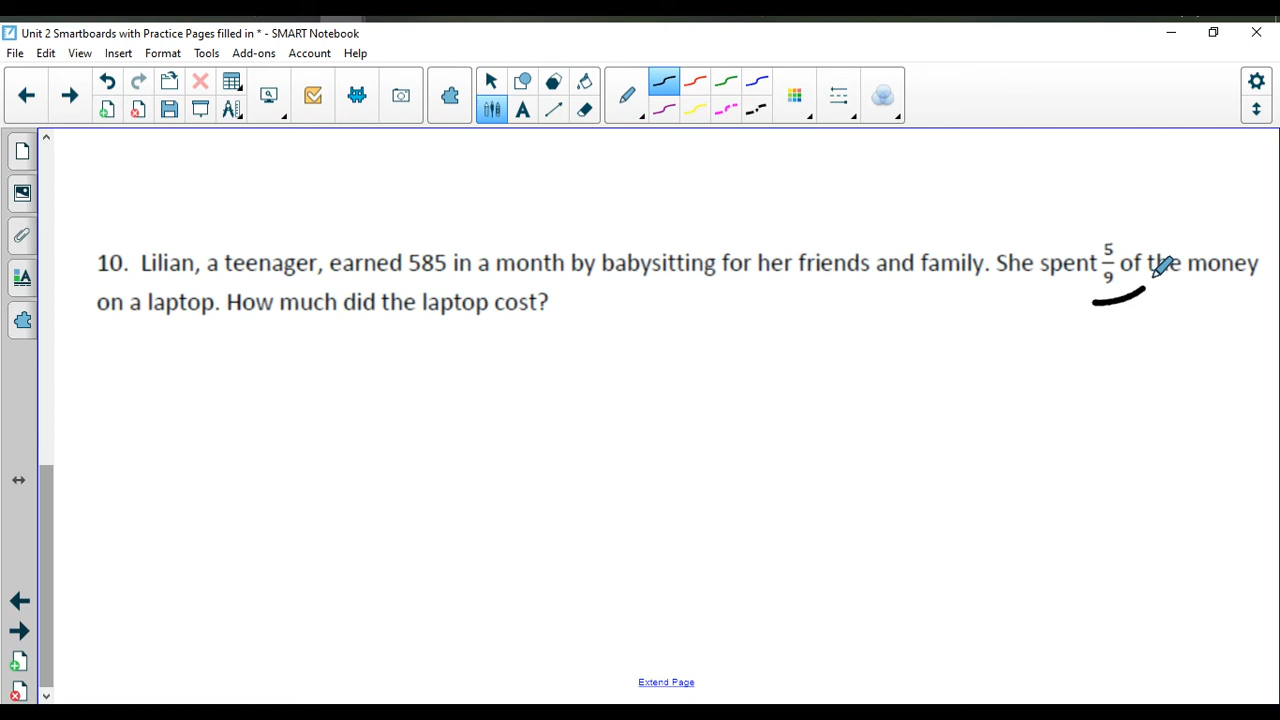 Unit 2 Smartboards with Practice Pages filled in * - SMART Notebook
File Edit View Insert Format Tools Add-ons Account Help
10. Lilian, a teenager, earned 585 in a month by babysitting for her friends and family. She spent 5/9 of the money
on a laptop. How much did the laptop cost?
Extend Page